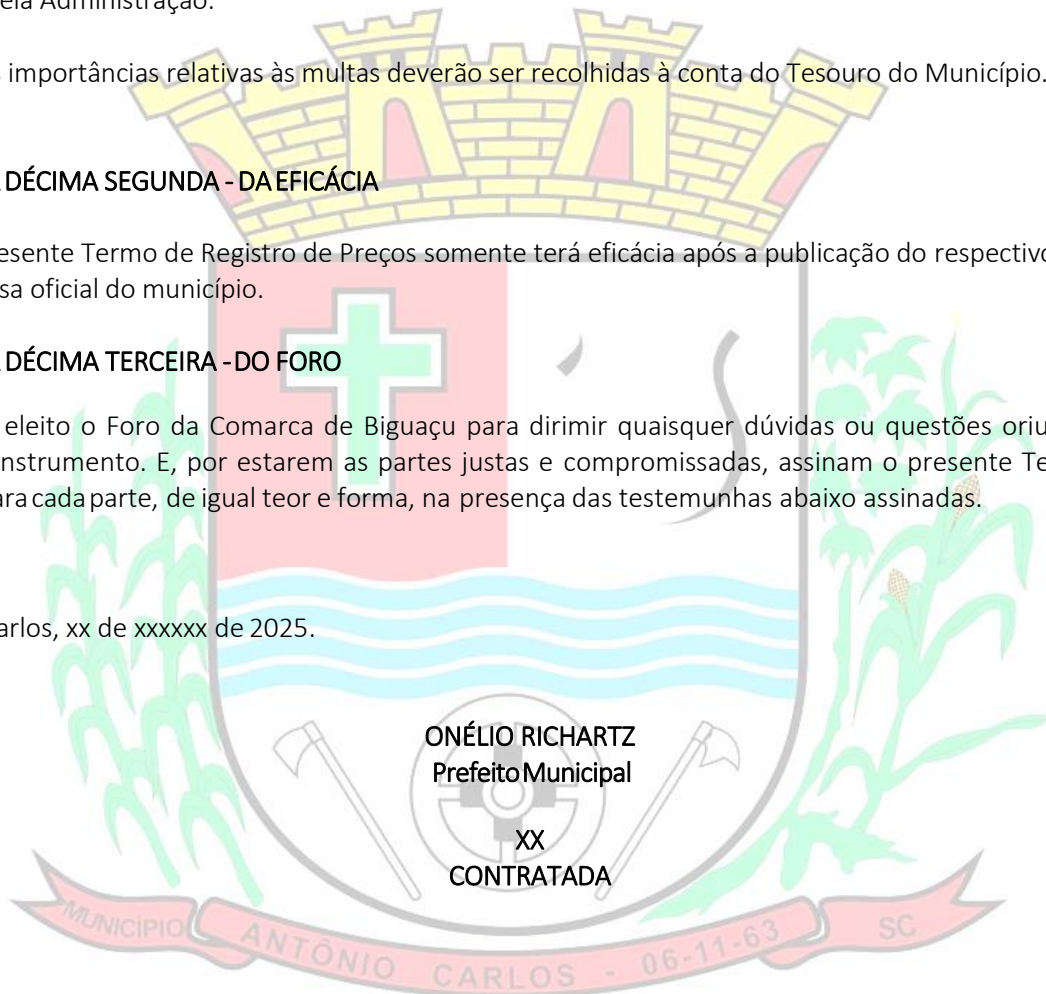 ela Administração.
s importâncias relativas às multas deverão ser recolhidas à conta do Tesouro do Município.
DÉCIMA SEGUNDA - DA EFICÁCIA
esente Termo de Registro de Preços somente terá eficácia após a publicação do respectivo
sa oficial do município.
DÉCIMA TERCEIRA - DO FORO
eleito o Foro da Comarca de Biguaçu para dirimir quaisquer dúvidas ou questões oriu
nstrumento. E, por estarem as partes justas e compromissadas, assinam o presente Te
ara cada parte, de igual teor e forma, na presença das testemunhas abaixo assinadas.
arlos, xx de xxxxxx de 2025.
ONÉLIO RICHARTZ
Prefeito Municipal
XX
CONTRATADA
MUNICÍPIO ANTÔNIO CARLOS - 06-11-63 SC